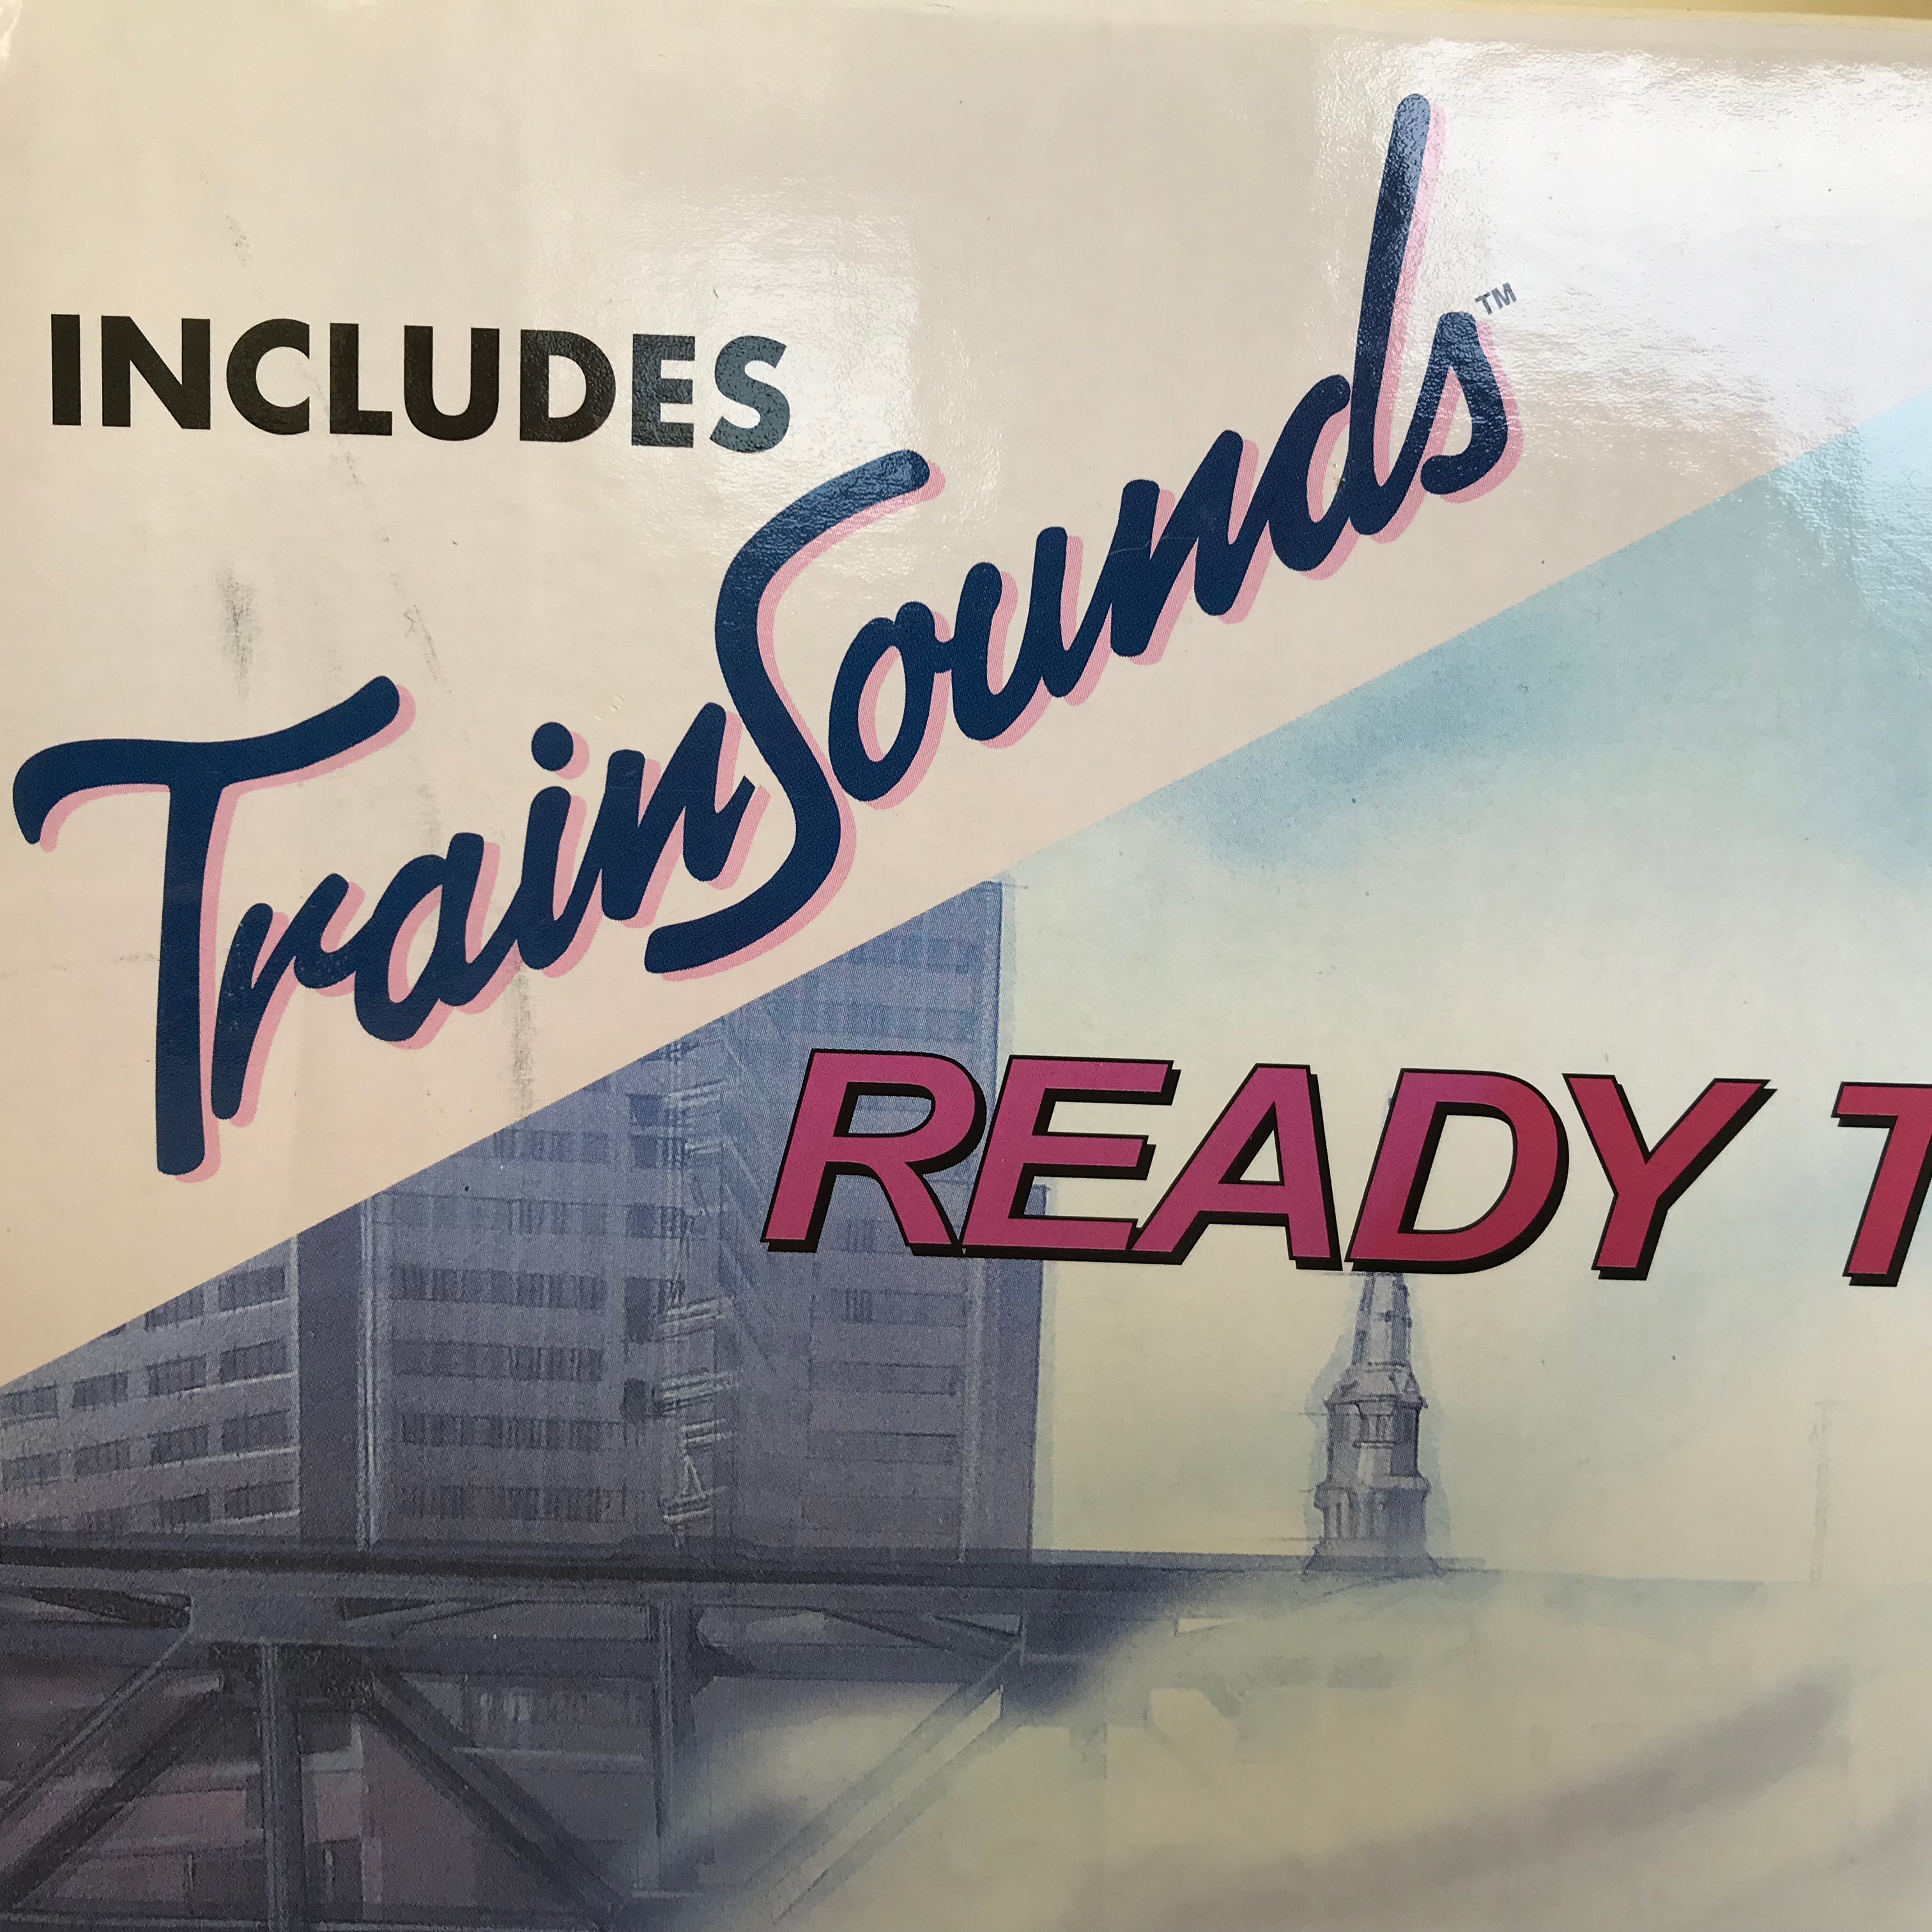 INCLUDES
TrainSounds™
READY T